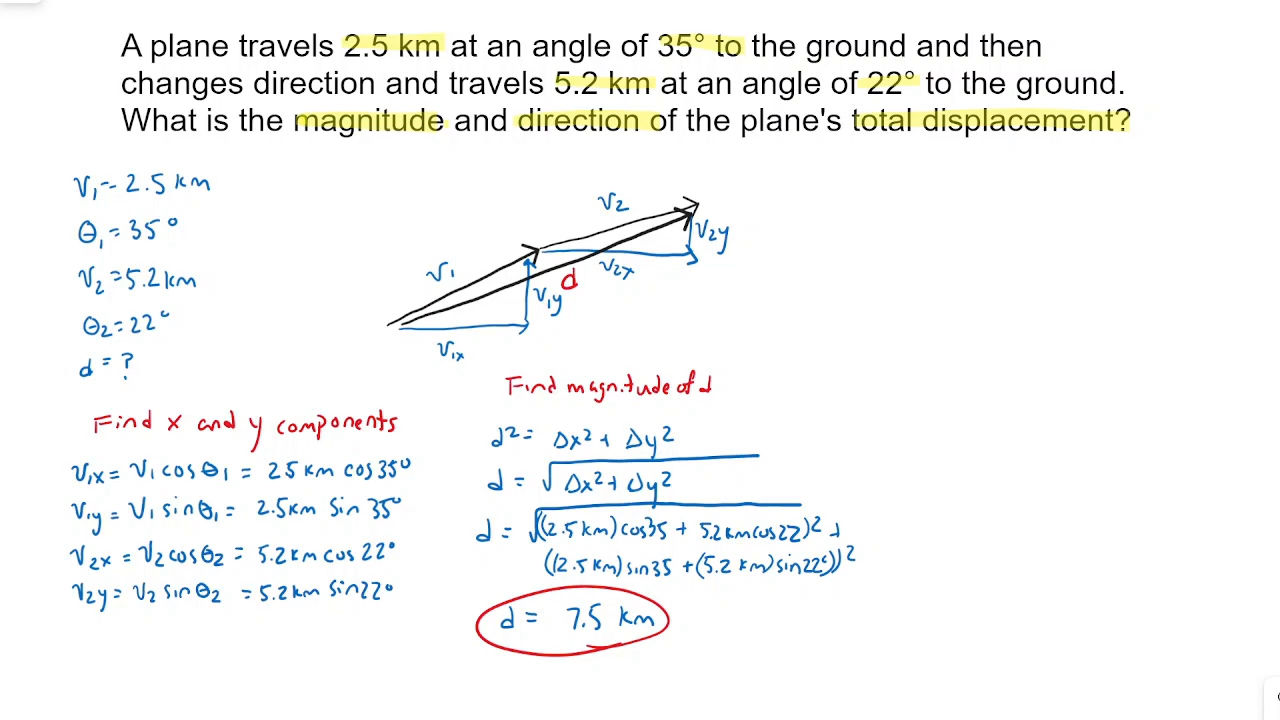 A plane travels 2.5 km at an angle of 35° to the ground and then
changes direction and travels 5.2 km at an angle of 22° to the ground.
What is the magnitude and direction of the plane's total displacement?
V₁ = 2.5 km
θ₁ = 35°
V₂ = 5.2 km
θ₂ = 22°
d = ?
V₁
V₂
V₂y
V₂x
d
V₁y
V₁x
Find x and y components
V₁x = V₁ cos θ₁ = 25 km cos 35°
V₁y = V₁ sin θ₁ = 2.5 km Sin 35°
V₂x = V₂ cos θ₂ = 5.2 km cos 22°
V₂y = V₂ sin θ₂ = 5.2 km sin 22°
Find magnitude of d
d² = Δx² + Δy²
d = √Δx² + Δy²
d = √((2.5 km) cos 35 + 5.2 km cos 22)² +
((2.5 km) sin 35 + (5.2 km) sin 22°))²
d = 7.5 km